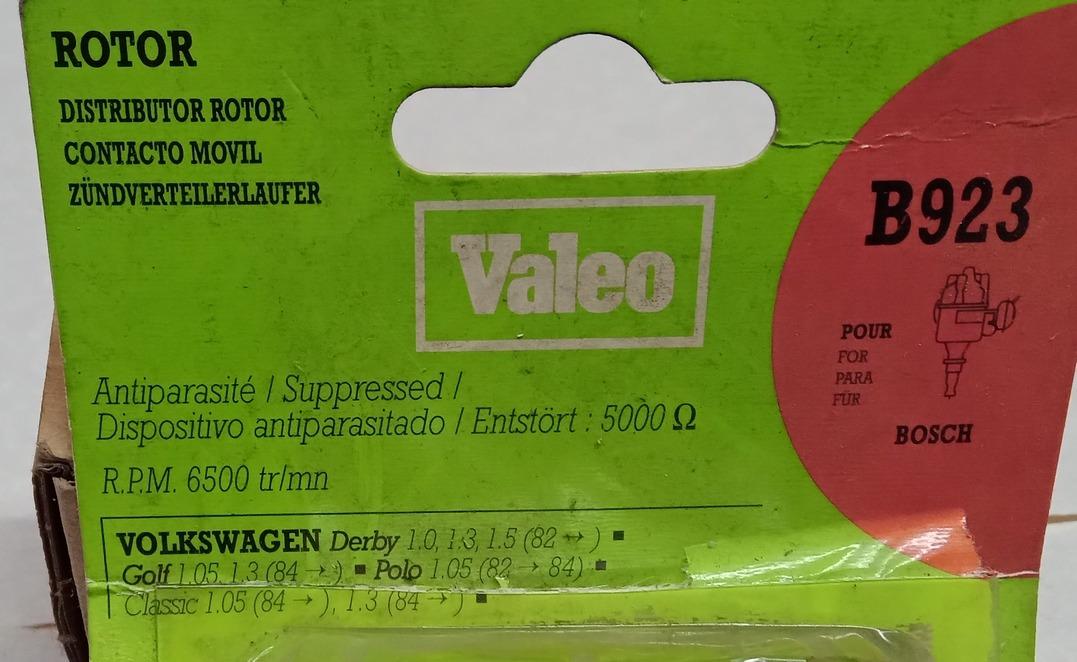 ROTOR
DISTRIBUTOR ROTOR
CONTACTO MOVIL
ZÜNDVERTEILERLAUFER
Valeo
B923
POUR
FOR
PARA
FÜR
BOSCH
Antiparasité / Suppressed /
Dispositivo antiparasitado / Entstört : 5000 Ω
R.P.M. 6500 tr/mn
VOLKSWAGEN Derby 1.0, 1.3, 1.5 (82 → ) ■
Golf 1.05, 1.3 (84 → ) ■ Polo 1.05 (82 → 84) ■
Classic 1.05 (84 → ), 1.3 (84 → ) ■